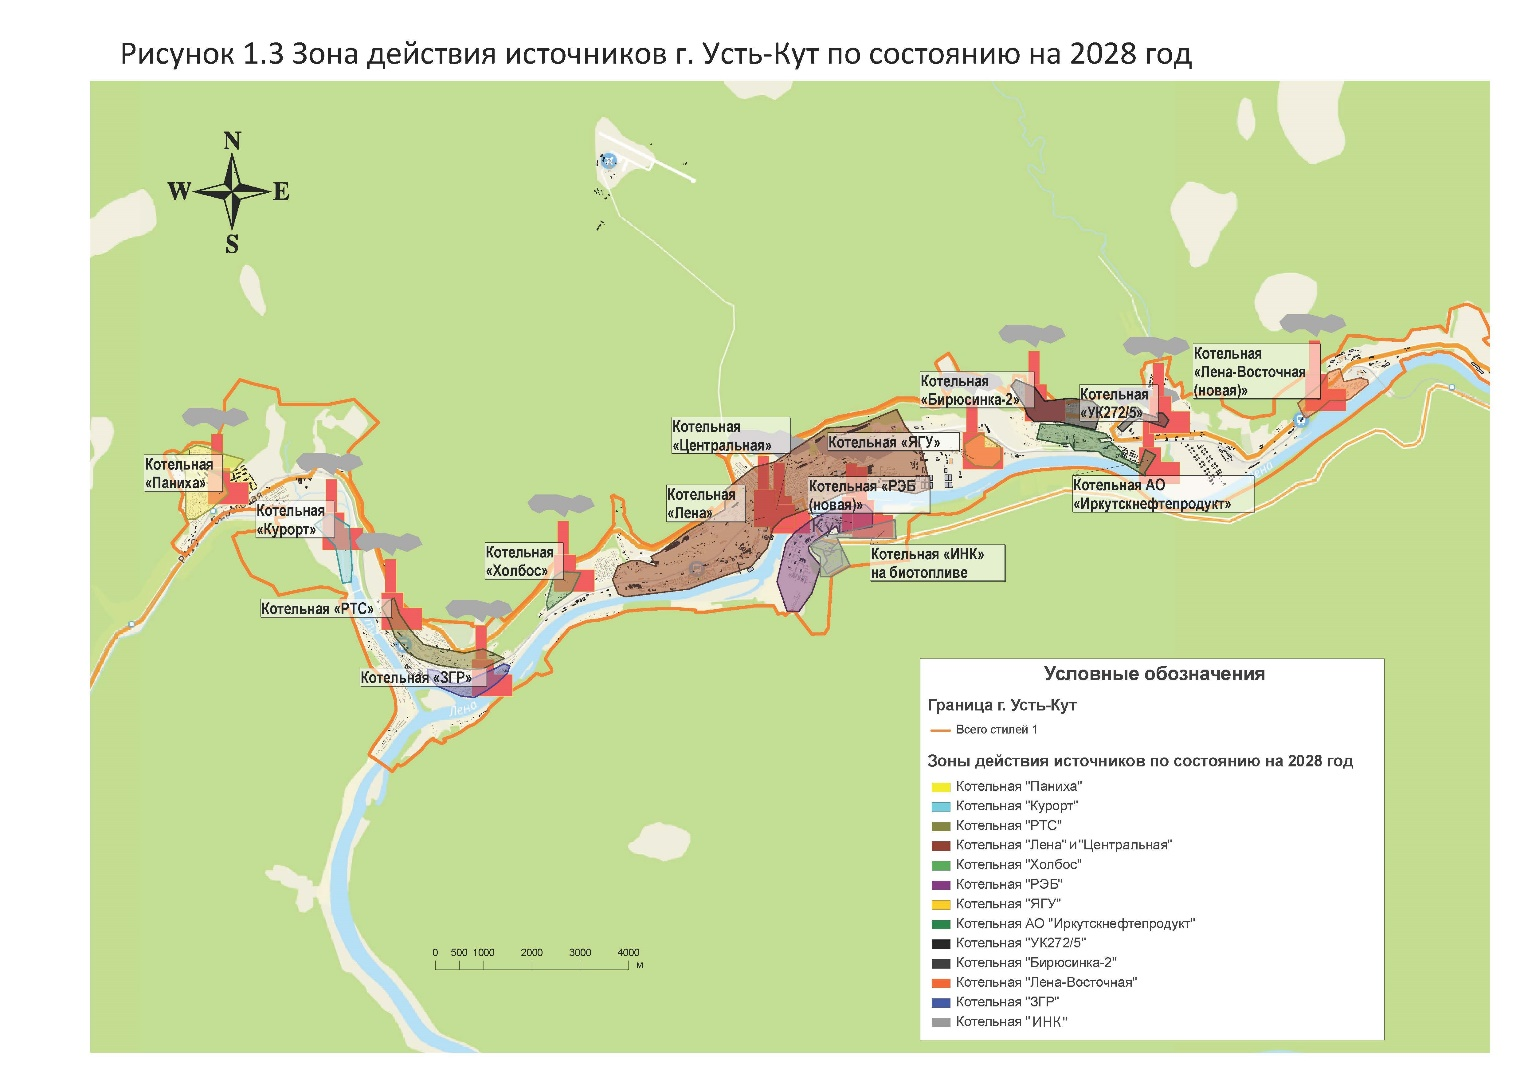 Рисунок 1.3 Зона действия источников г. Усть-Кут по состоянию на 2028 год
N
W E
S
Котельная
«Лена-Восточная
(новая)»
Котельная
«Бирюсинка-2»
Котельная
«УК272/5»
Котельная
«Центральная»
Котельная «ЯГУ»
Котельная
«Паниха»
Котельная
«Лена»
Котельная «РЭБ
(новая)»
Котельная АО
«Иркутскнефтепродукт»
Котельная
«Курорт»
Котельная
«Холбос»
Котельная «ИНК»
на биотопливе
Котельная «РТС»
Котельная «ЗГР»
Лена
Условные обозначения
Граница г. Усть-Кут
Всего стилей 1
Зоны действия источников по состоянию на 2028 год
Котельная "Паниха"
Котельная "Курорт"
Котельная "РТС"
Котельная "Лена" и "Центральная"
Котельная "Холбос"
Котельная "РЭБ"
Котельная "ЯГУ"
Котельная АО "Иркутскнефтепродукт"
Котельная "УК272/5"
Котельная "Бирюсинка-2"
Котельная "Лена-Восточная"
Котельная "ЗГР"
Котельная "ИНК"
0 500 1000 2000 3000 4000
м